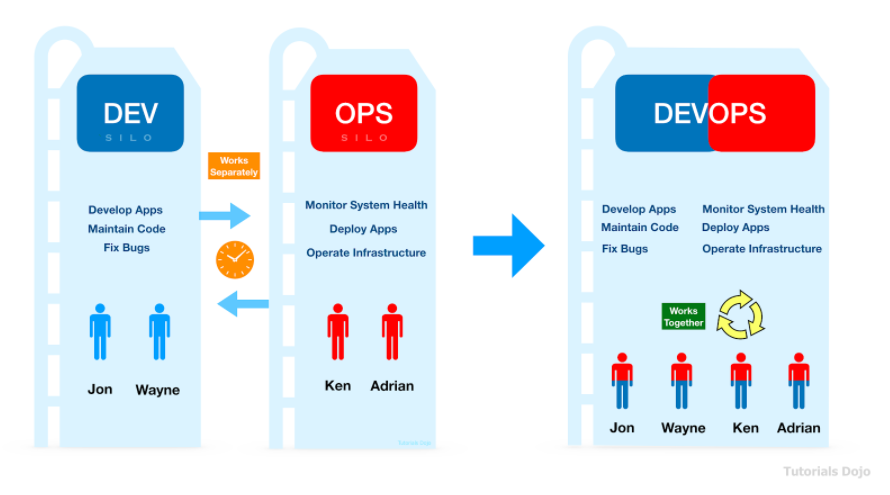 DEV
SILO
Develop Apps
Maintain Code
Fix Bugs
Jon
Wayne
Works
Separately
OPS
SILO
Monitor System Health
Deploy Apps
Operate Infrastructure
Ken
Adrian
Tutorials Dojo
DEVOPS
Develop Apps
Maintain Code
Fix Bugs
Monitor System Health
Deploy Apps
Operate Infrastructure
Works
Together
Jon
Wayne
Ken
Adrian
Tutorials Dojo